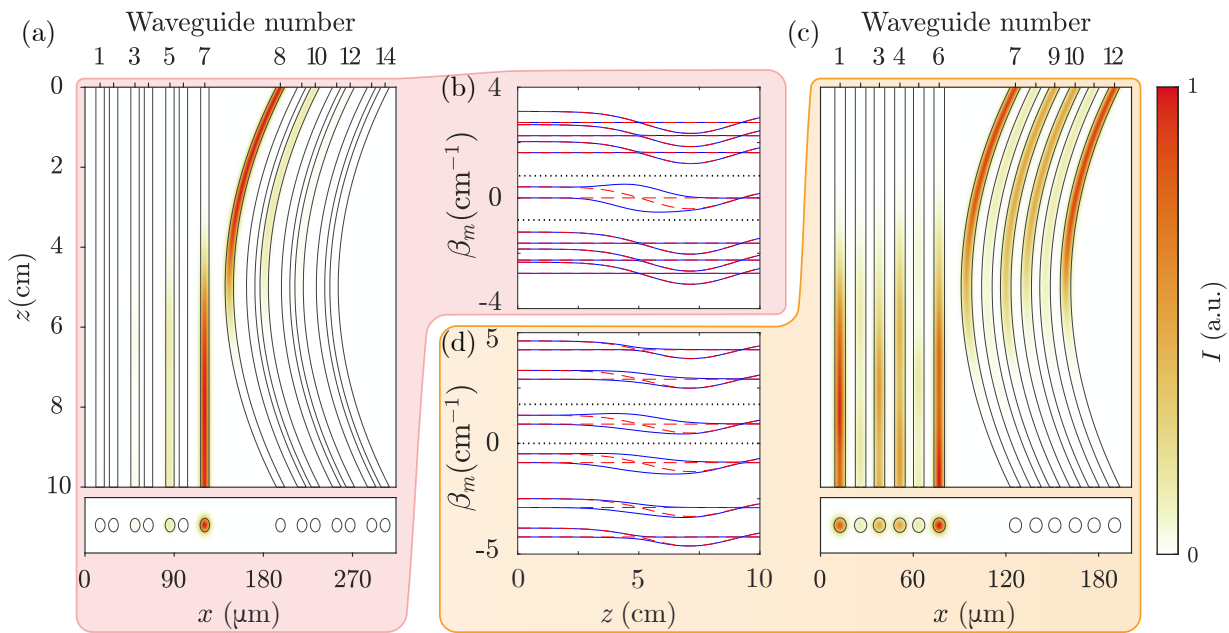 Waveguide number
(a)
1 3 5 7 8 10 12 14
0
2
4
6
8
10
z(cm)
0 90 180 270
x (μm)
(b)
4
0
-4
βm(cm−1)
(d)
5
0
-5
βm(cm−1)
0 5 10
z (cm)
Waveguide number
(c)
1 3 4 6 7 9 10 12
0 60 120 180
x (μm)
1
0
I (a.u.)